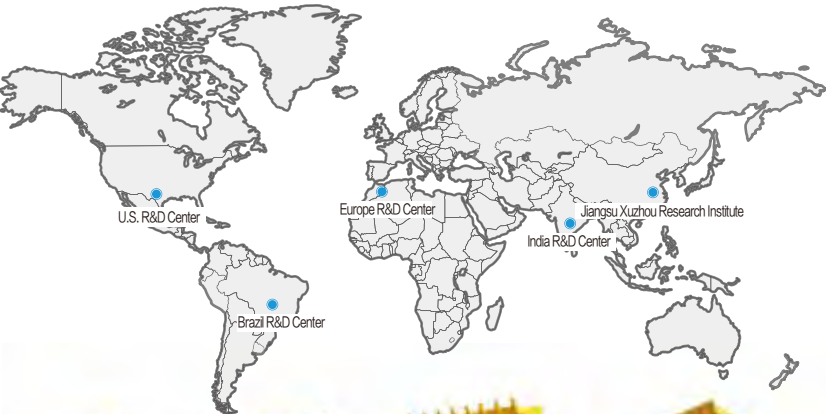 U.S. R&D Center
Europe R&D Center
Jiangsu Xuzhou Research Institute
India R&D Center
Brazil R&D Center